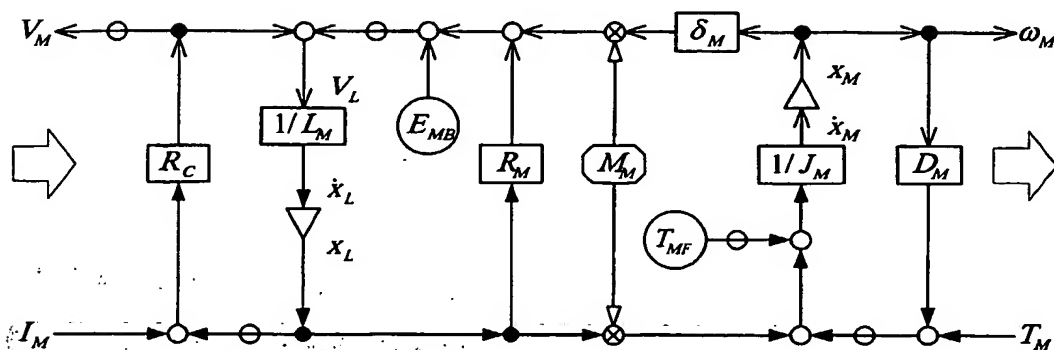 V_M
δ_M
ω_M
V_L
x_M
1/L_M
E_MB
ẋ_M
R_C
R_M
M_M
1/J_M
D_M
ẋ_L
x_L
T_MF
I_M
T_M